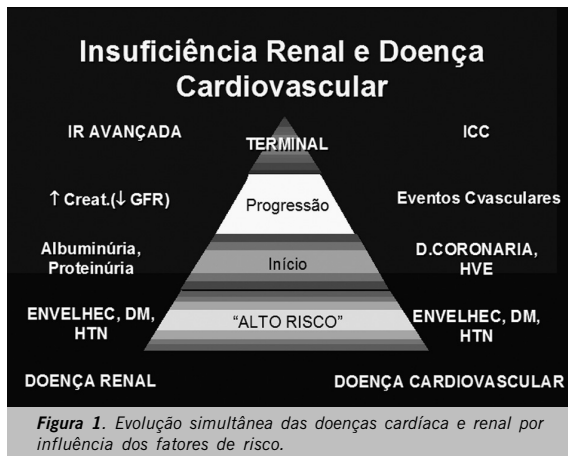 Insuficiência Renal e Doença
Cardiovascular
IR AVANÇADA
TERMINAL
ICC
↑ Creat.(↓ GFR)
Progressão
Eventos Cvasculares
Albuminúria,
Proteinúria
Início
D.CORONARIA,
HVE
ENVELHEC, DM,
HTN
“ALTO RISCO”
ENVELHEC, DM,
HTN
DOENÇA RENAL
DOENÇA CARDIOVASCULAR
Figura 1. Evolução simultânea das doenças cardíaca e renal por
influência dos fatores de risco.